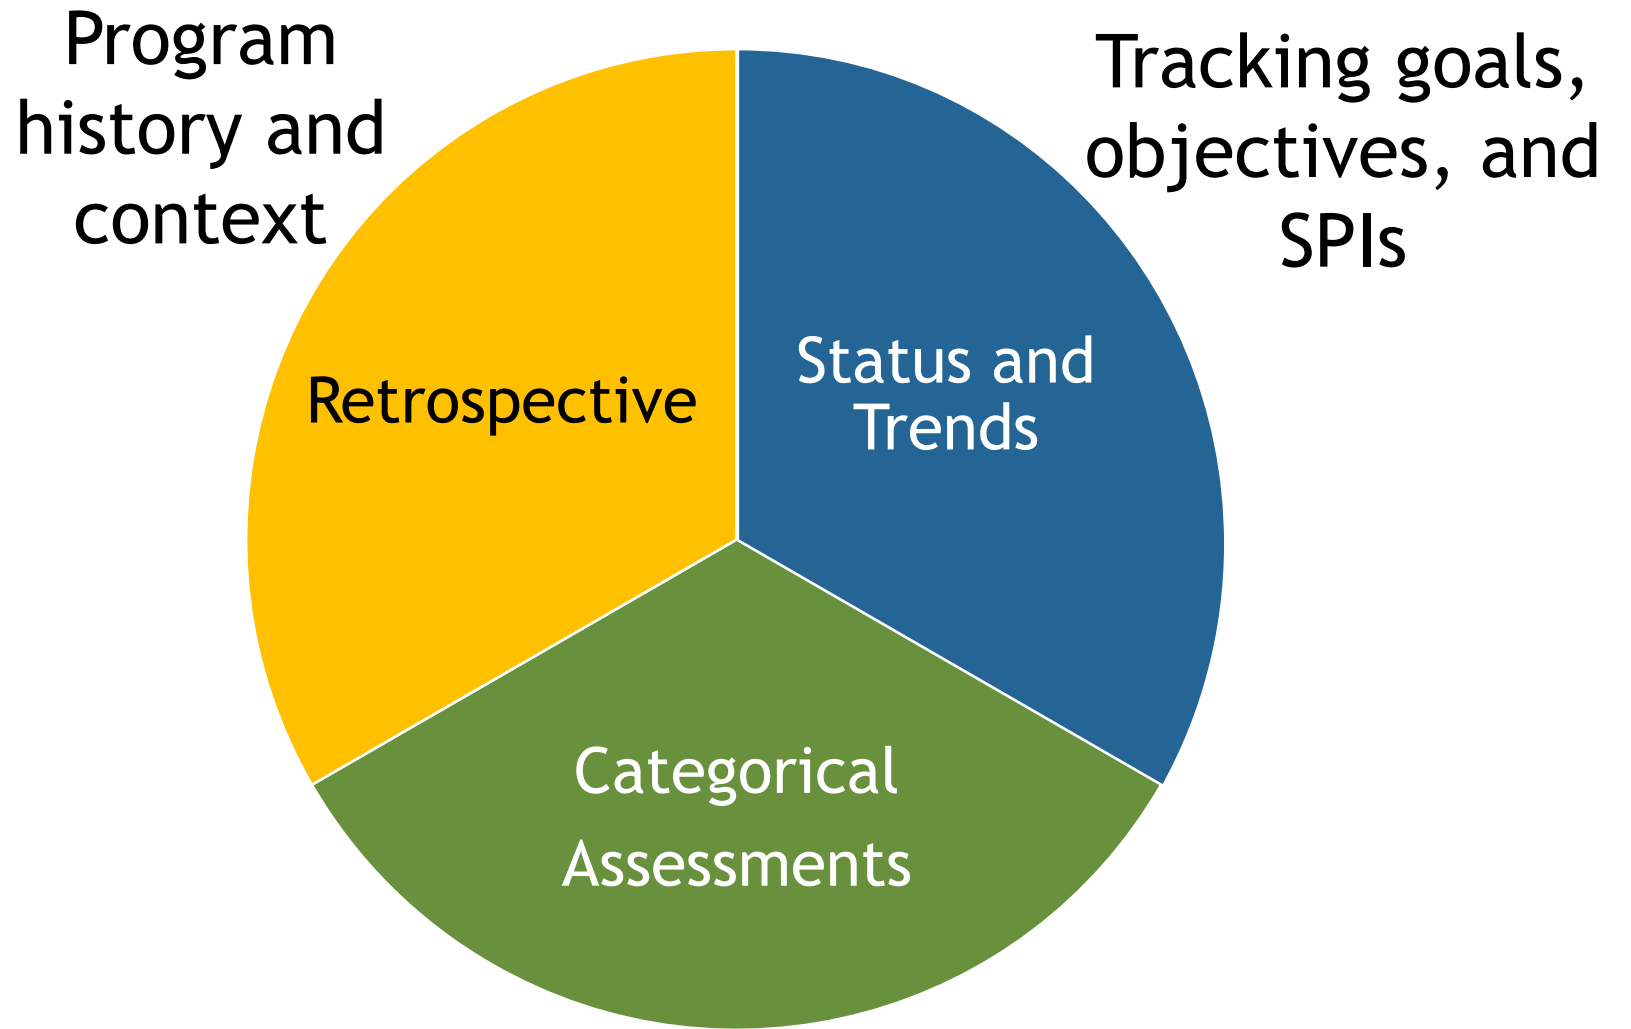 Program
history and
context
Tracking goals,
objectives, and
SPIs
Retrospective
Status and
Trends
Categorical
Assessments